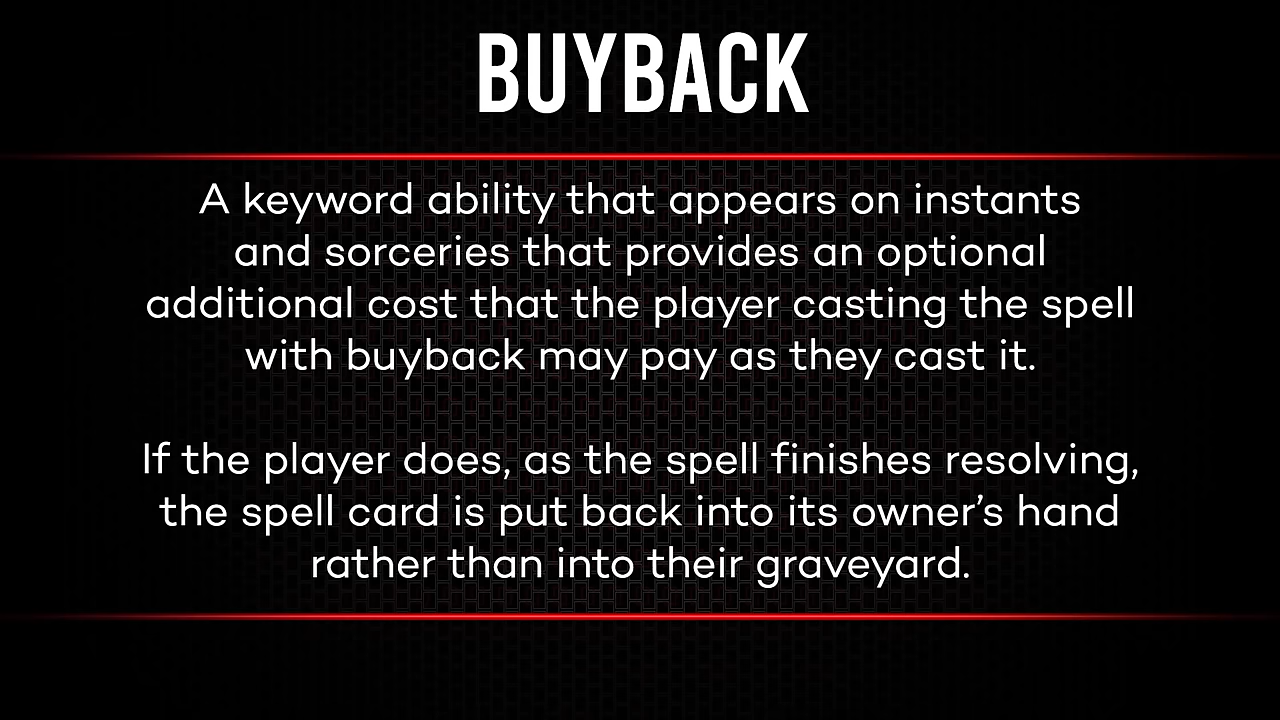 BUYBACK
A keyword ability that appears on instants
and sorceries that provides an optional
additional cost that the player casting the spell
with buyback may pay as they cast it.
If the player does, as the spell finishes resolving,
the spell card is put back into its owner’s hand
rather than into their graveyard.